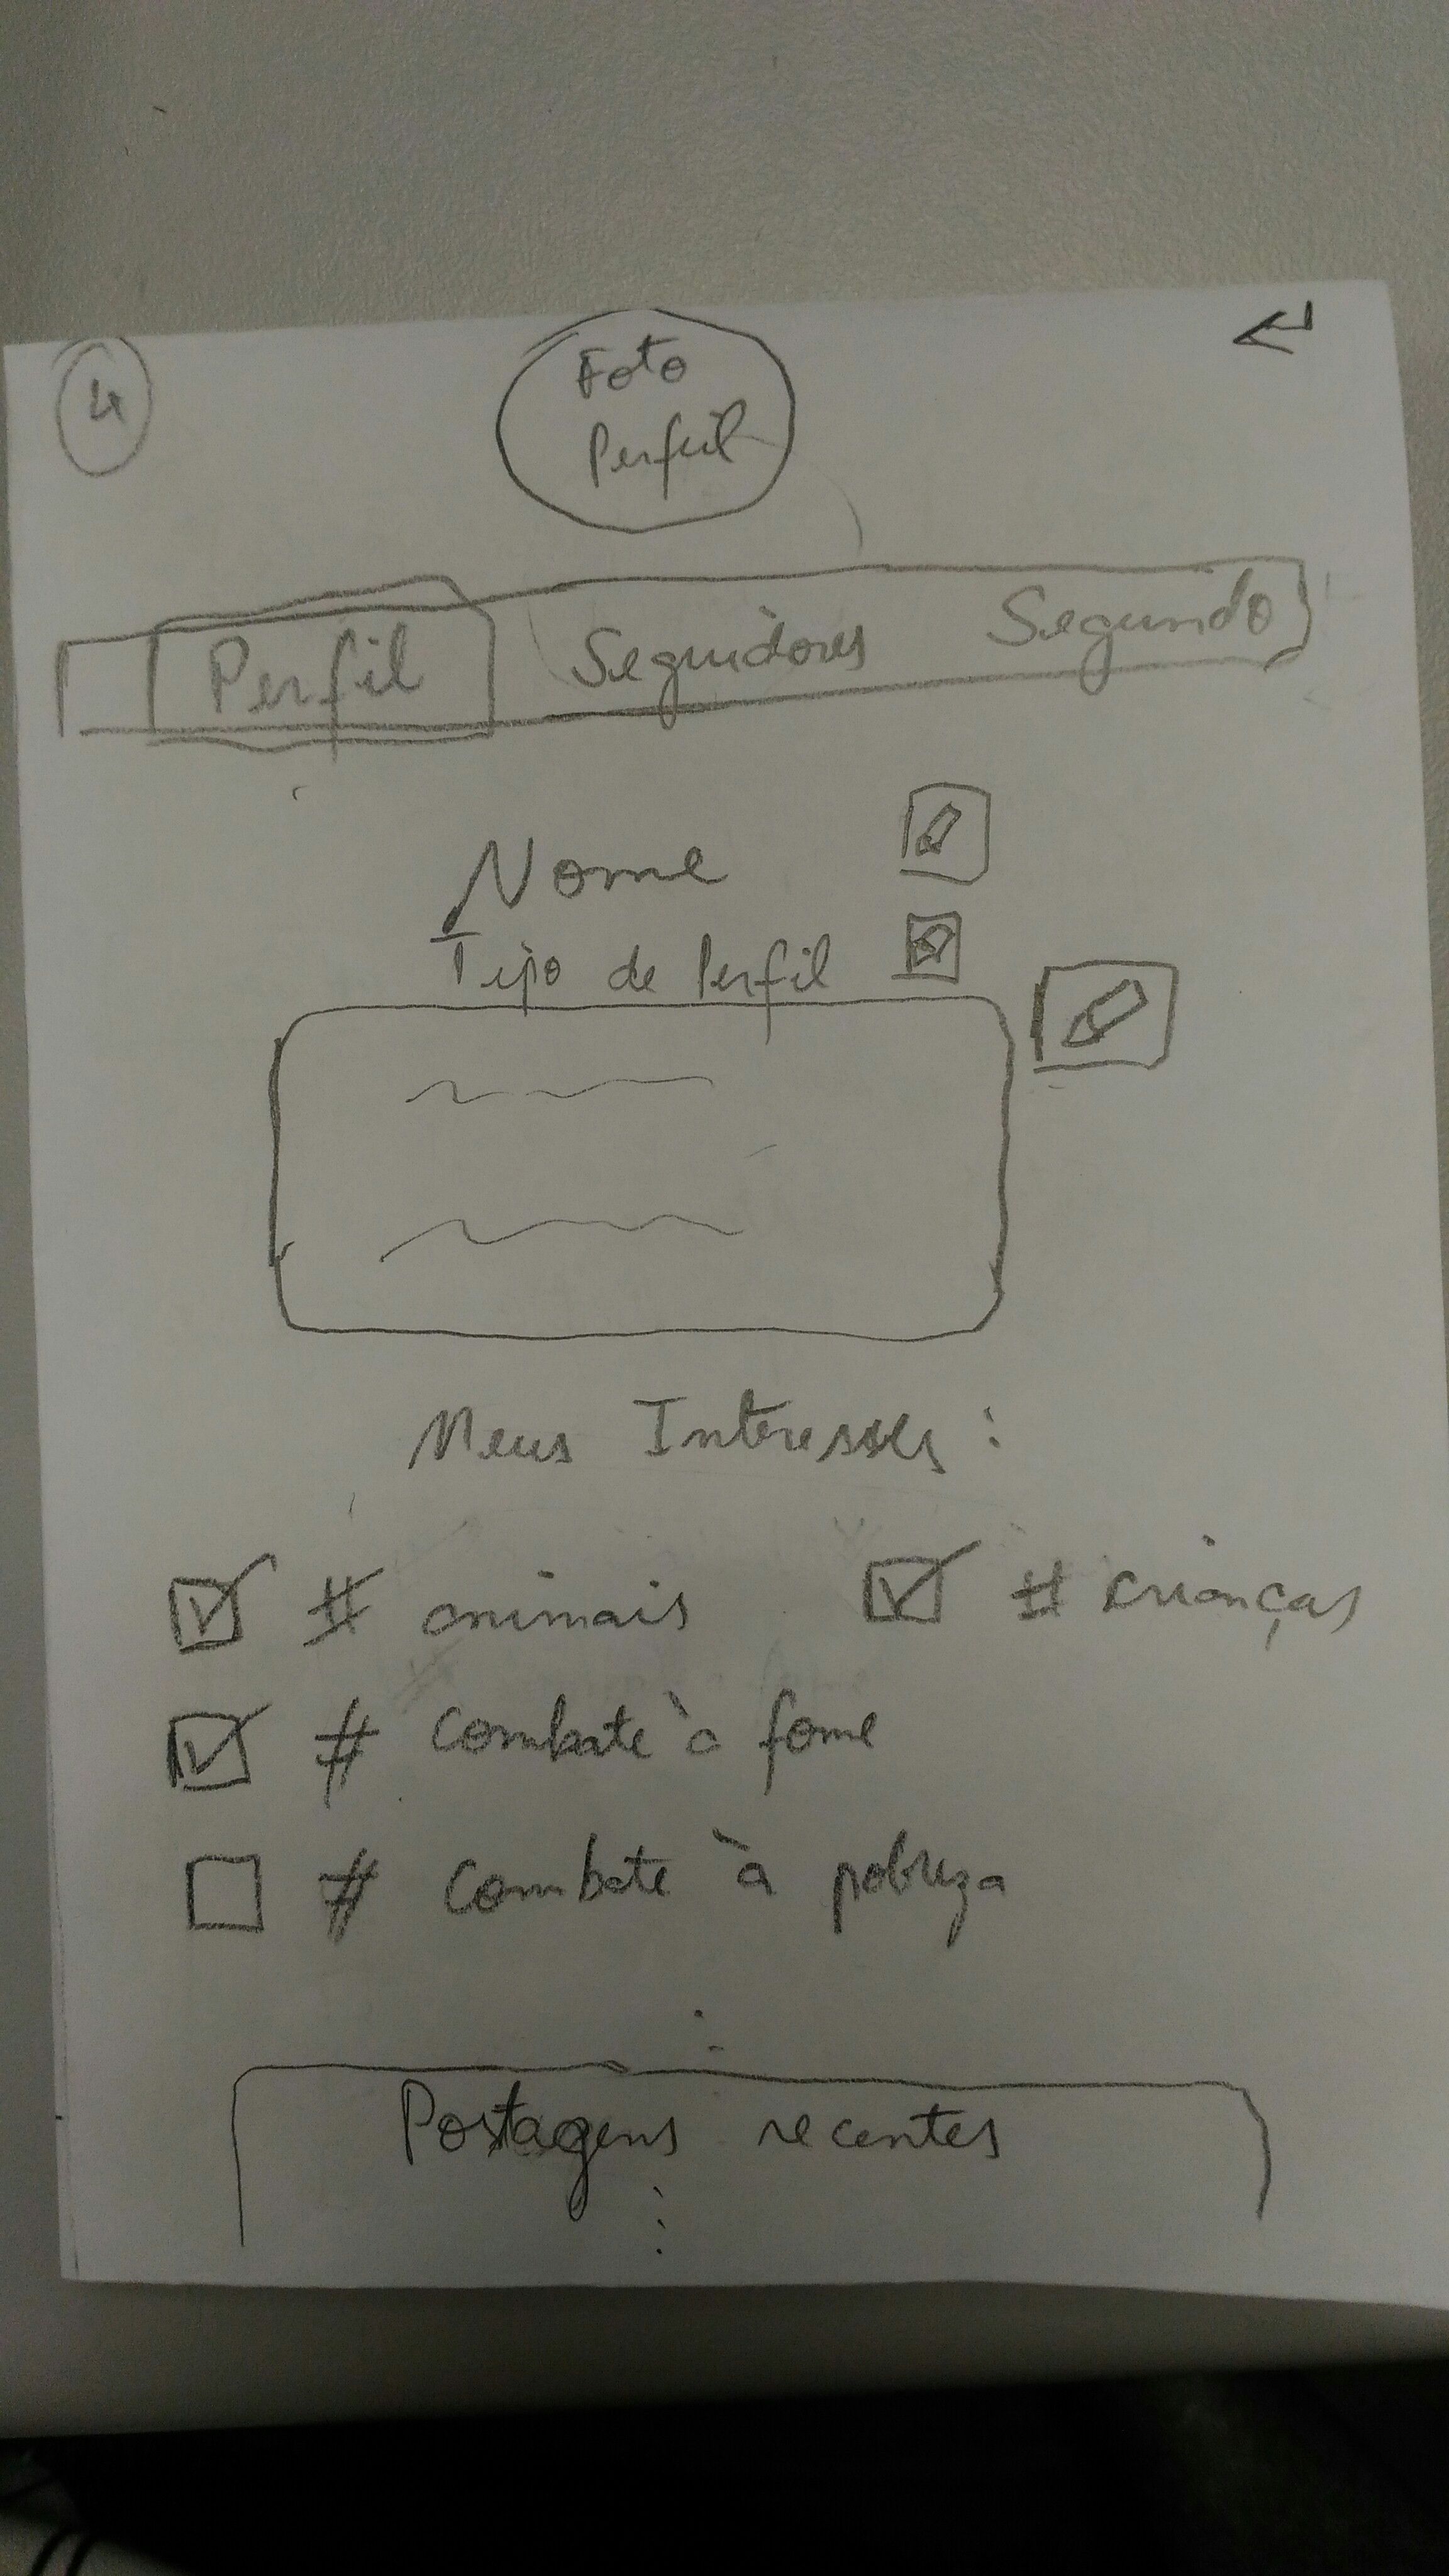 4
Foto
Perfil
Perfil Seguidores Seguindo
Nome
Tipo de Perfil
Meus Interesses:
# animais # crianças
# combate à fome
# combate à pobreza
Postagens recentes